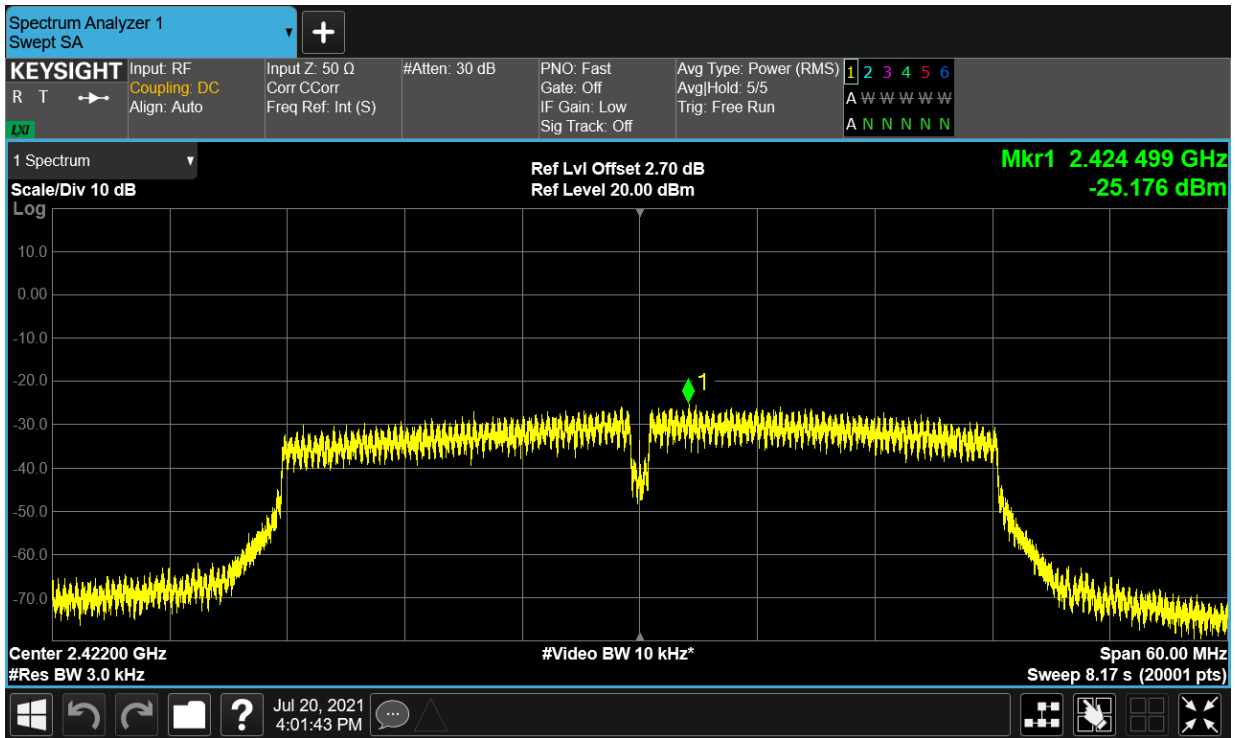 Spectrum Analyzer 1
Swept SA
KEYSIGHT
R T
LXI
Input: RF
Coupling: DC
Align: Auto
Input Z: 50 Ω
Corr CCorr
Freq Ref: Int (S)
#Atten: 30 dB
PNO: Fast
Gate: Off
IF Gain: Low
Sig Track: Off
Avg Type: Power (RMS)
Avg|Hold: 5/5
Trig: Free Run
1 2 3 4 5 6
A W W W W W
A N N N N N
1 Spectrum
Scale/Div 10 dB
Log
Ref Lvl Offset 2.70 dB
Ref Level 20.00 dBm
Mkr1 2.424 499 GHz
-25.176 dBm
10.0
0.00
-10.0
-20.0
-30.0
-40.0
-50.0
-60.0
-70.0
1
Center 2.42200 GHz
#Res BW 3.0 kHz
#Video BW 10 kHz*
Span 60.00 MHz
Sweep 8.17 s (20001 pts)
?
Jul 20, 2021
4:01:43 PM